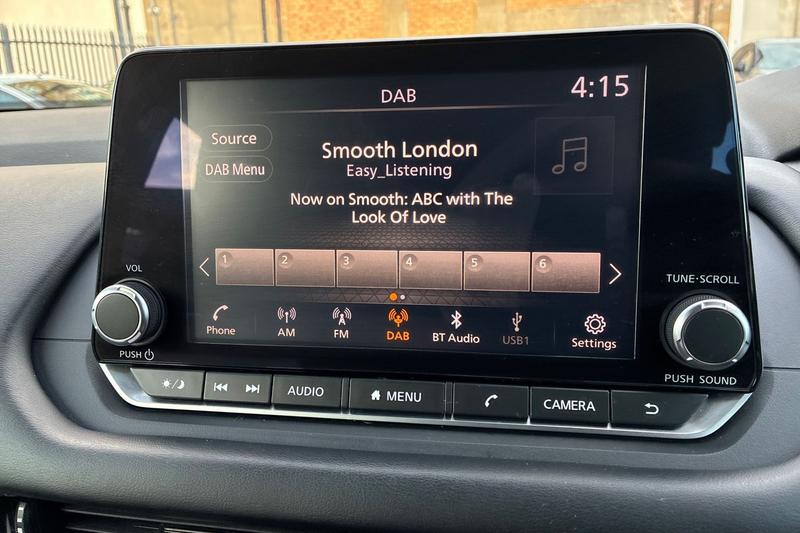 DAB
4:15
Source
DAB Menu
Smooth London
Easy_Listening
Now on Smooth: ABC with The
Look Of Love
1 2 3 4 5 6
Phone AM FM DAB BT Audio USB1 Settings
VOL
PUSH
TUNE·SCROLL
PUSH SOUND
AUDIO MENU CAMERA